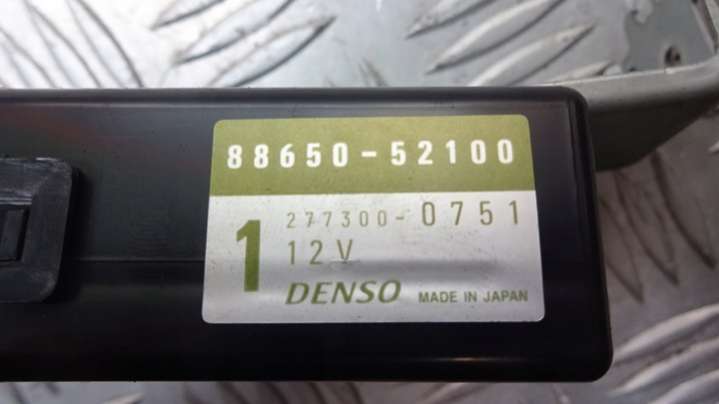 88650-52100
1
277300-0751
12V
DENSO MADE IN JAPAN